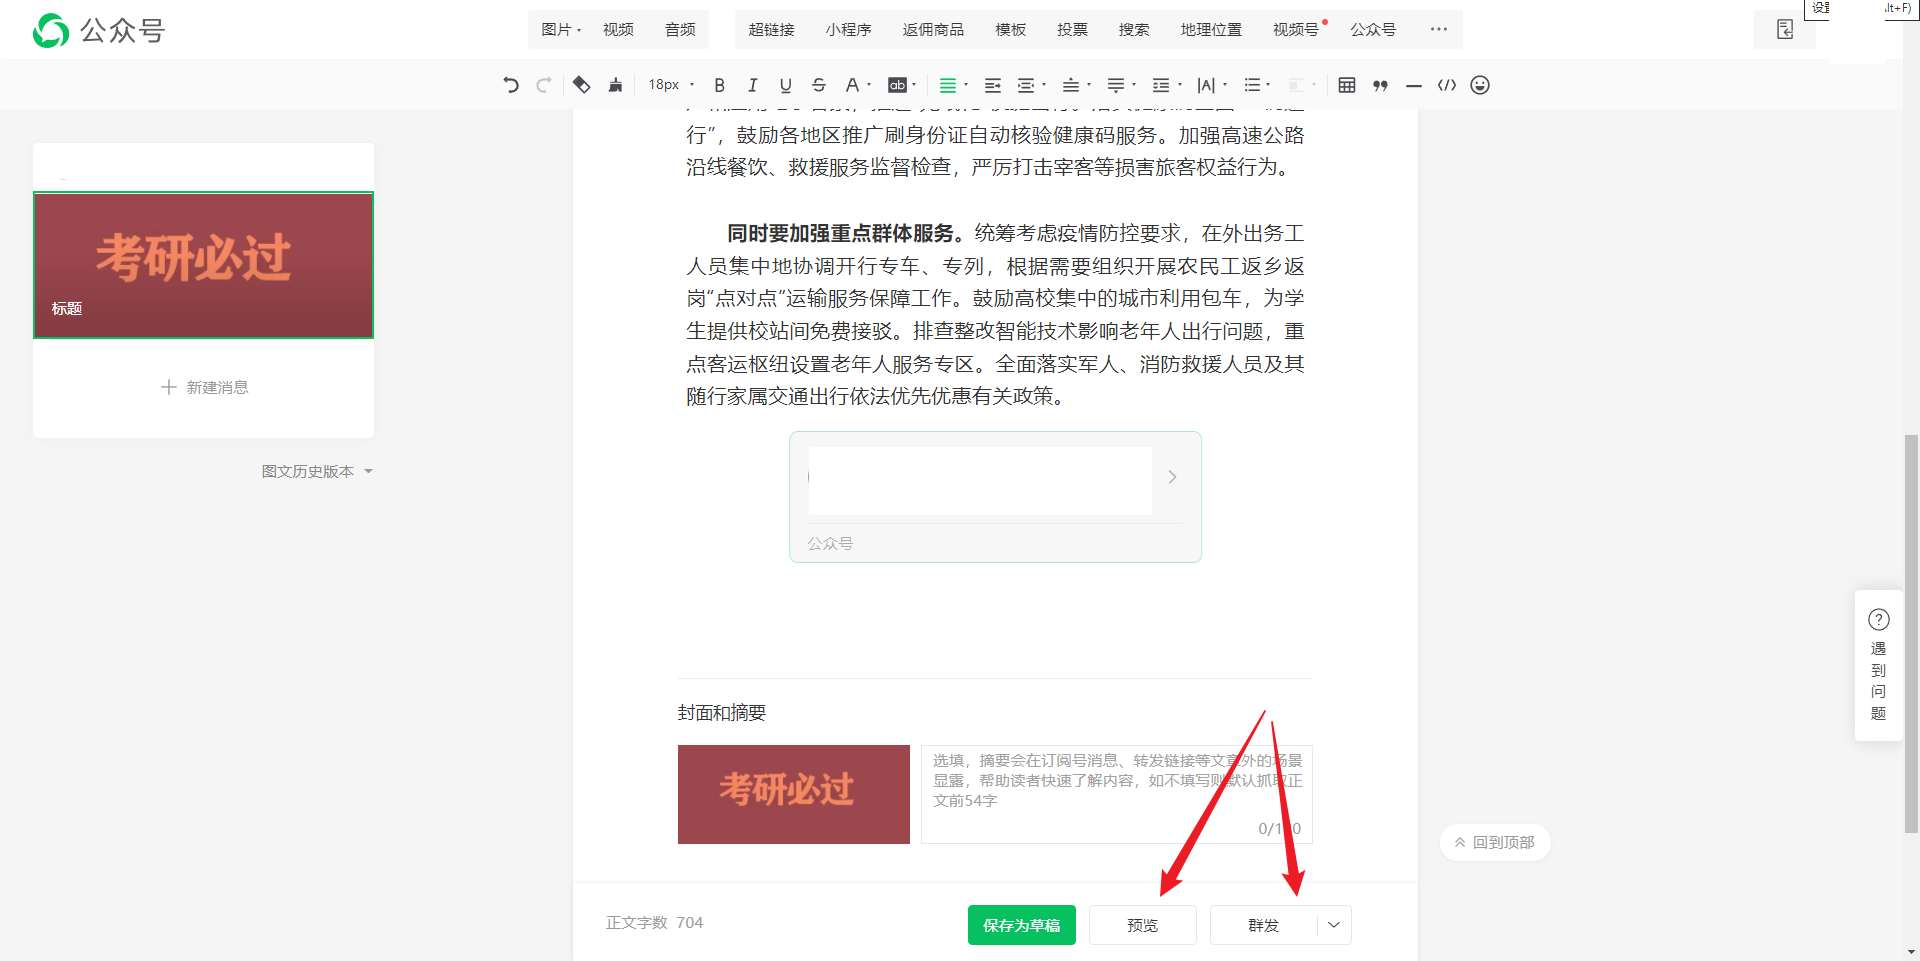 公众号
图片 视频 音频 超链接 小程序 返佣商品 模板 投票 搜索 地理位置 视频号 公众号 ···
lt+F)
18px B I U S A ab |A|
行”，鼓励各地区推广刷身份证自动核验健康码服务。加强高速公路
沿线餐饮、救援服务监督检查，严厉打击宰客等损害旅客权益行为。
考研必过
标题
新建消息
图文历史版本
同时要加强重点群体服务。统筹考虑疫情防控要求，在外出务工
人员集中地协调开行专车、专列，根据需要组织开展农民工返乡返
岗“点对点”运输服务保障工作。鼓励高校集中的城市利用包车，为学
生提供校站间免费接驳。排查整改智能技术影响老年人出行问题，重
点客运枢纽设置老年人服务专区。全面落实军人、消防救援人员及其
随行家属交通出行依法优先优惠有关政策。
公众号
封面和摘要
考研必过
选填，摘要会在订阅号消息、转发链接等文章外的场景
显露，帮助读者快速了解内容，如不填写则默认抓取正
文前54字
0/120
遇到问题
回到顶部
正文字数 704
保存为草稿 预览 群发